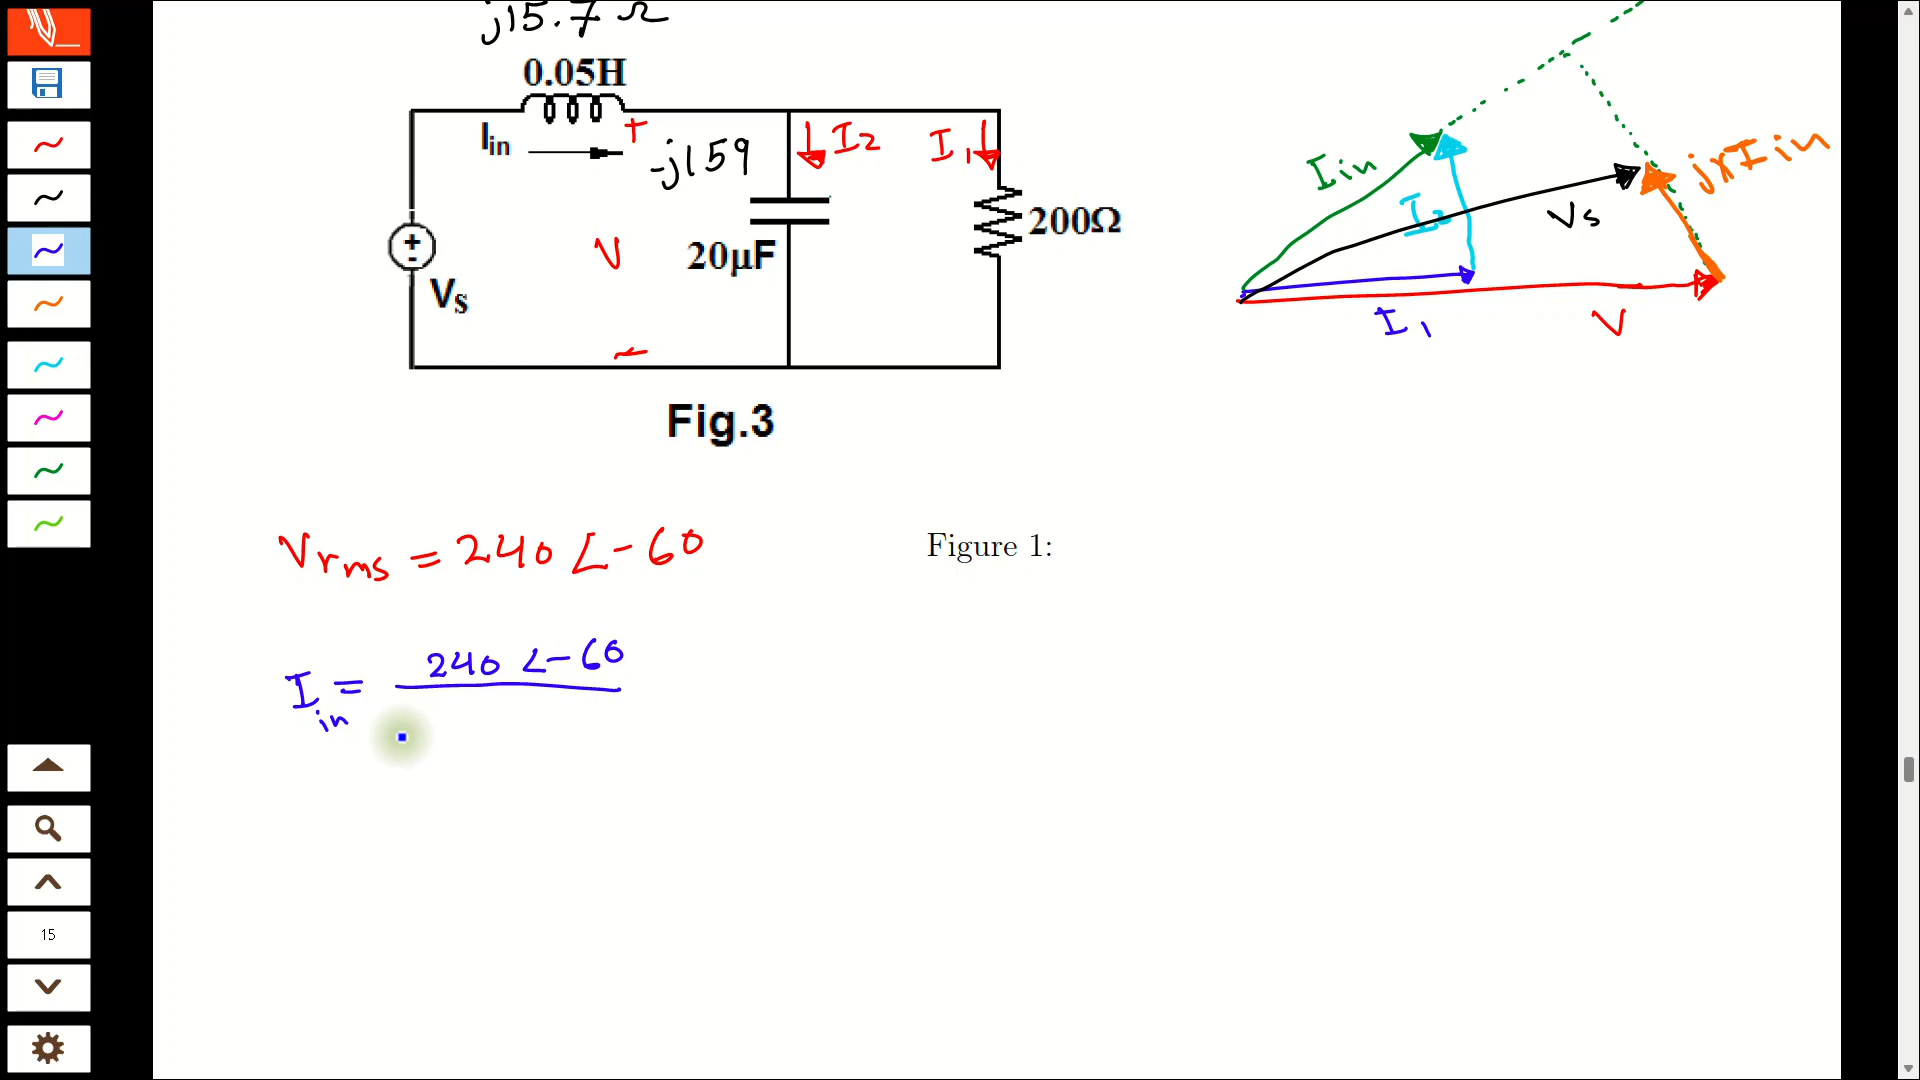 j15.7 Ω
0.05H
Iin
+
-j159
I2
I1
200Ω
V
20μF
+
-
VS
-
Fig.3
Iin
I2
Vs
jxIin
I1
V
Vrms = 240 ∠-60
Figure 1:
Iin = 240 ∠-60
15